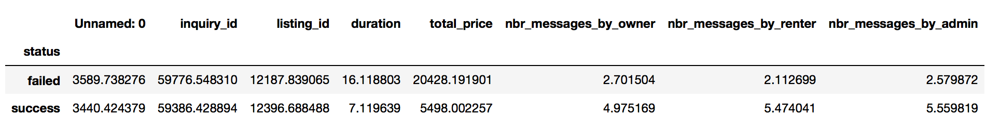 Unnamed: 0 inquiry_id listing_id duration total_price nbr_messages_by_owner nbr_messages_by_renter nbr_messages_by_admin
status
failed 3589.738276 59776.548310 12187.839065 16.118803 20428.191901 2.701504 2.112699 2.579872
success 3440.424379 59386.428894 12396.688488 7.119639 5498.002257 4.975169 5.474041 5.559819